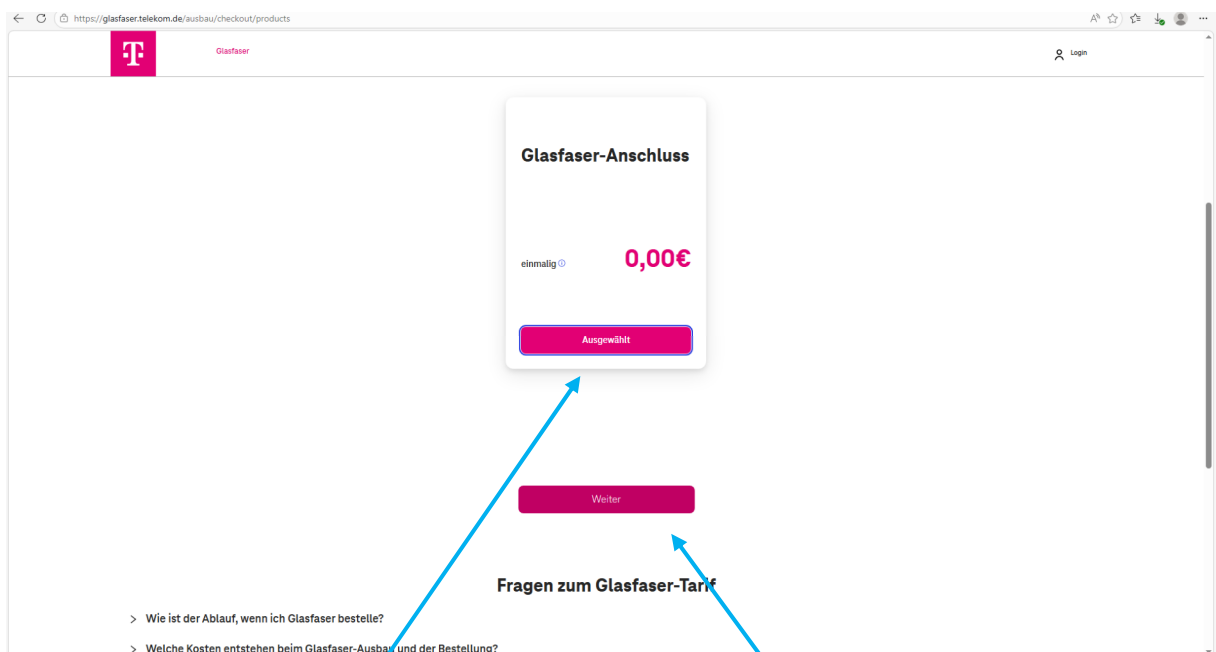 https://glasfaser.telekom.de/ausbau/checkout/products
T
Glasfaser
Login
Glasfaser-Anschluss
einmalig
0,00€
Ausgewählt
Weiter
Fragen zum Glasfaser-Tarif
Wie ist der Ablauf, wenn ich Glasfaser bestelle?
Welche Kosten entstehen beim Glasfaser-Ausbau und der Bestellung?